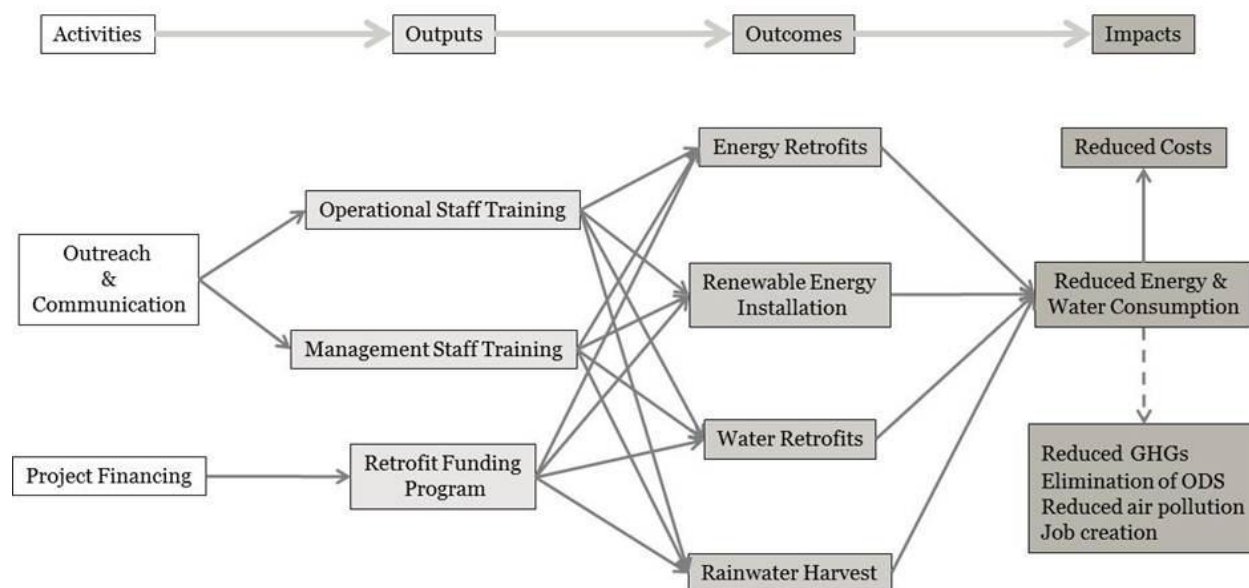 Activities
Outputs
Outcomes
Impacts
Energy Retrofits
Reduced Costs
Operational Staff Training
Outreach
&
Communication
Renewable Energy
Installation
Reduced Energy &
Water Consumption
Management Staff Training
Water Retrofits
Project Financing
Retrofit Funding
Program
Reduced GHGs
Elimination of ODS
Reduced air pollution
Job creation
Rainwater Harvest